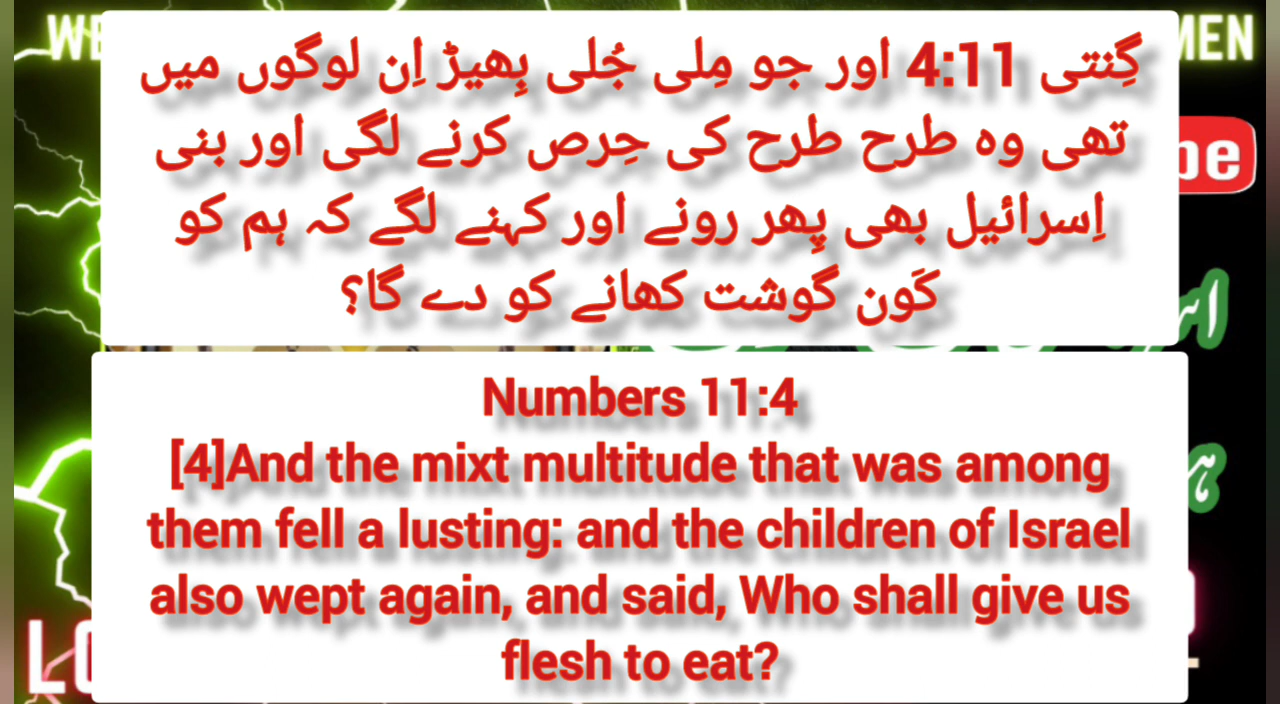 گِنتی 4:11 اور جو مِلی جُلی بِھیڑ اِن لوگوں میں
تھی وہ طرح طرح کی حِرص کرنے لگی اور بنی
اِسرائیل بھی پِھر رونے اور کہنے لگے کہ ہم کو
کَون گوشت کھانے کو دے گا؟
Numbers 11:4
[4]And the mixt multitude that was among
them fell a lusting: and the children of Israel
also wept again, and said, Who shall give us
flesh to eat?